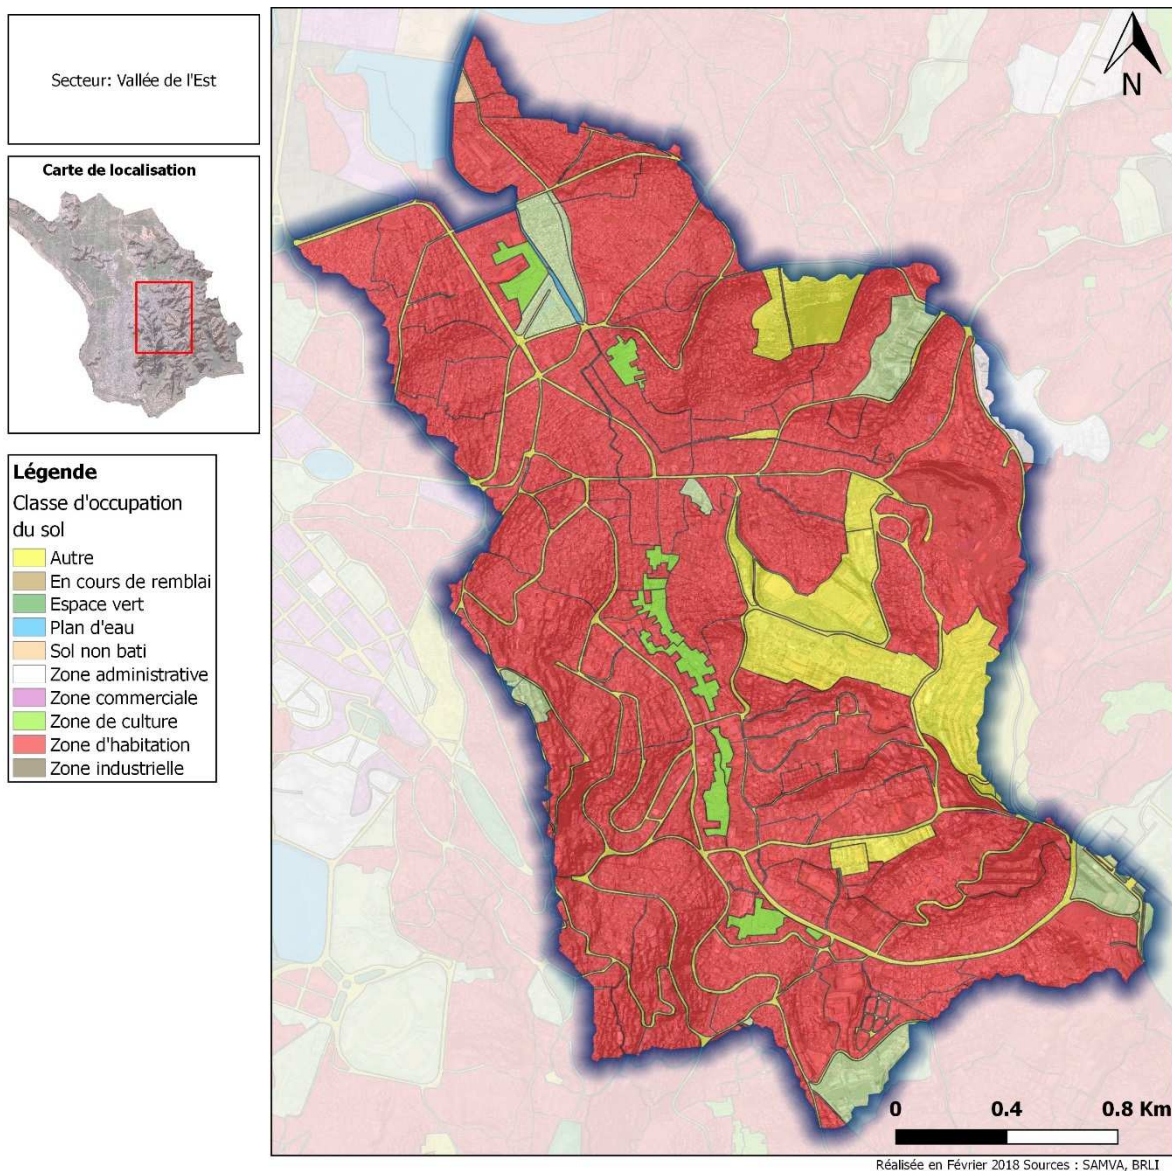 Secteur: Vallée de l'Est
Carte de localisation
Légende
Classe d'occupation
du sol
Autre
En cours de remblai
Espace vert
Plan d'eau
Sol non bati
Zone administrative
Zone commerciale
Zone de culture
Zone d'habitation
Zone industrielle
N
0 0.4 0.8 Km
Réalisée en Février 2018 Sources : SAMVA, BRLI